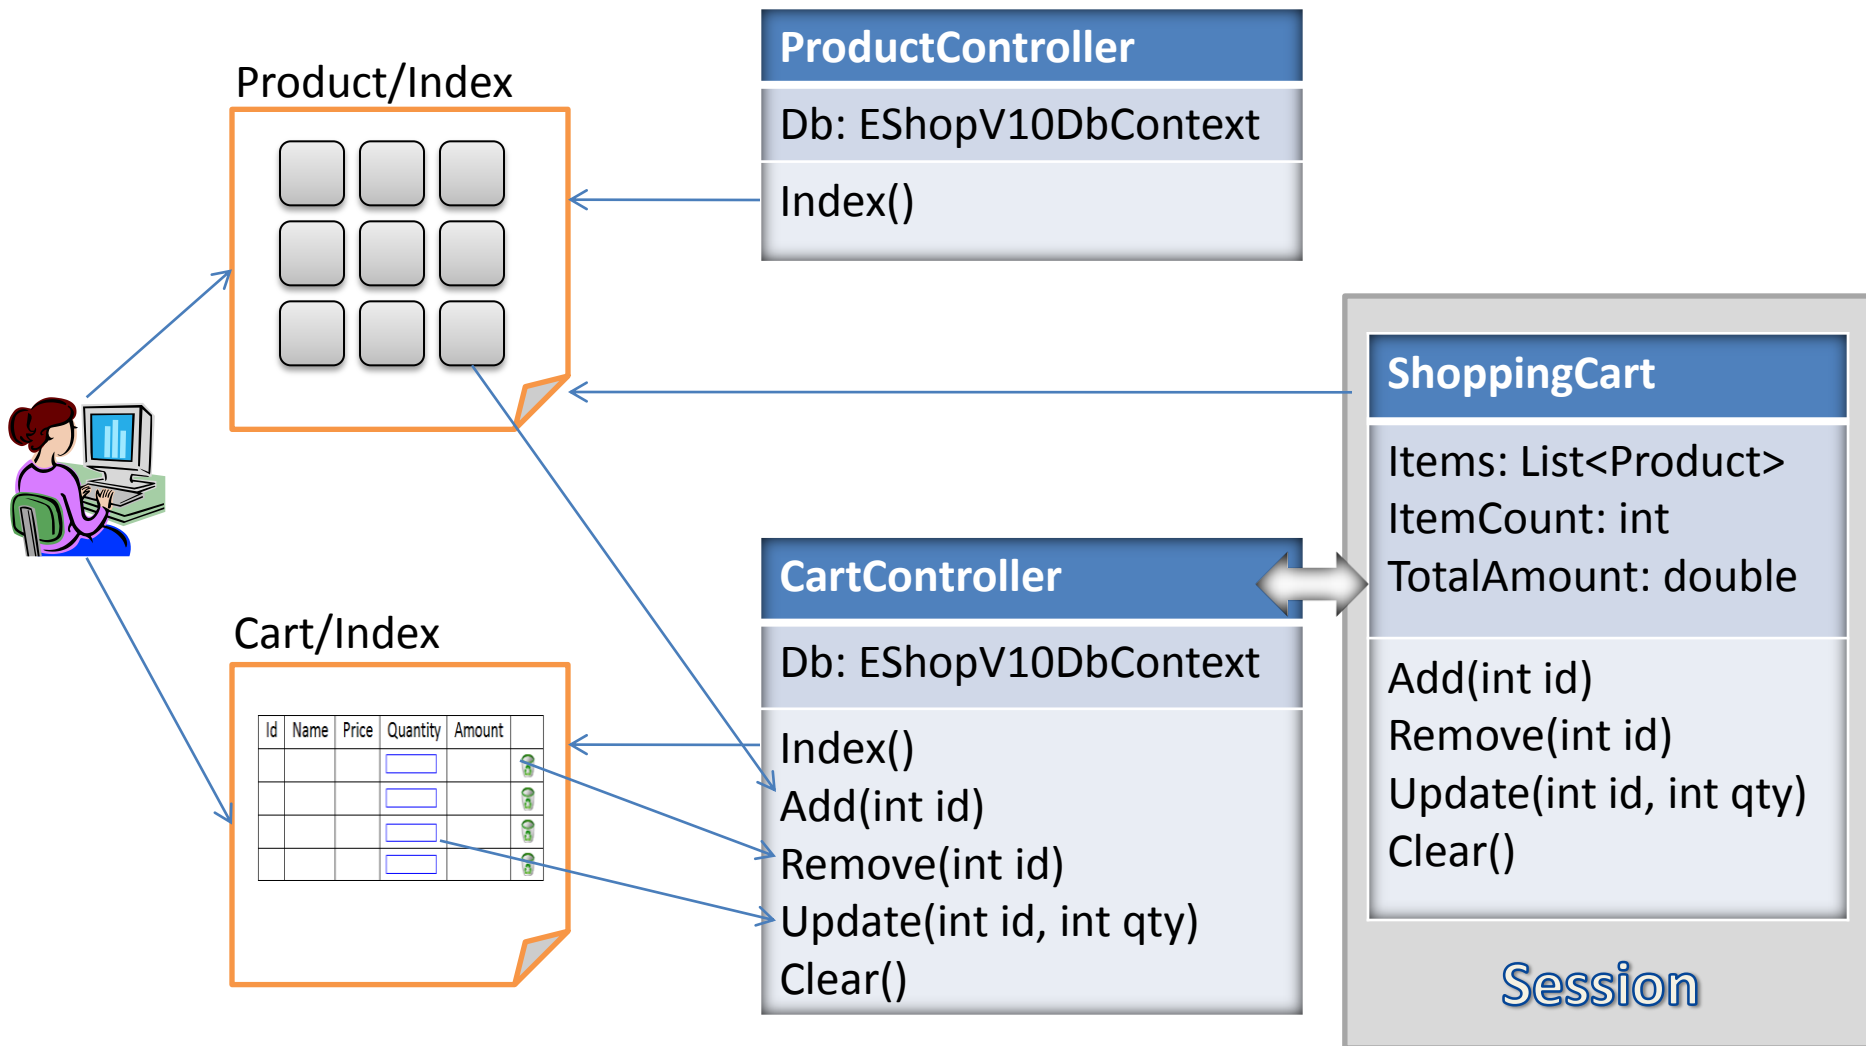 Product/Index
ProductController
Db: EShopV10DbContext
Index()
Cart/Index
Id Name Price Quantity Amount
CartController
Db: EShopV10DbContext
Index()
Add(int id)
Remove(int id)
Update(int id, int qty)
Clear()
ShoppingCart
Items: List<Product>
ItemCount: int
TotalAmount: double
Add(int id)
Remove(int id)
Update(int id, int qty)
Clear()
Session